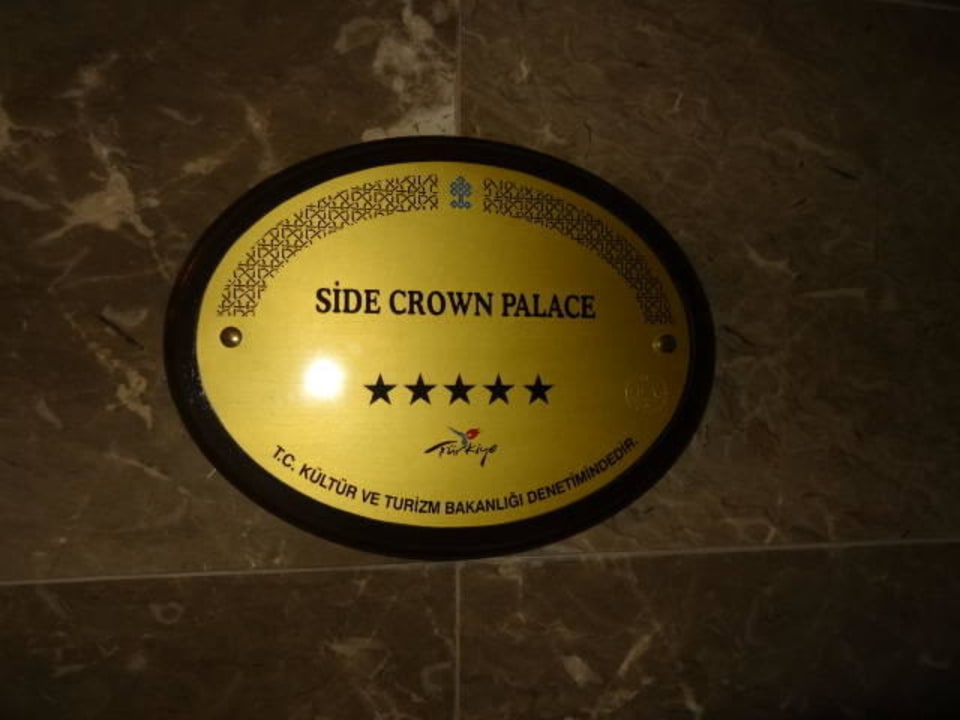 SİDE CROWN PALACE
★★★★★
Türkiye
T.C. KÜLTÜR VE TURİZM BAKANLIĞI DENETİMİNDEDİR.